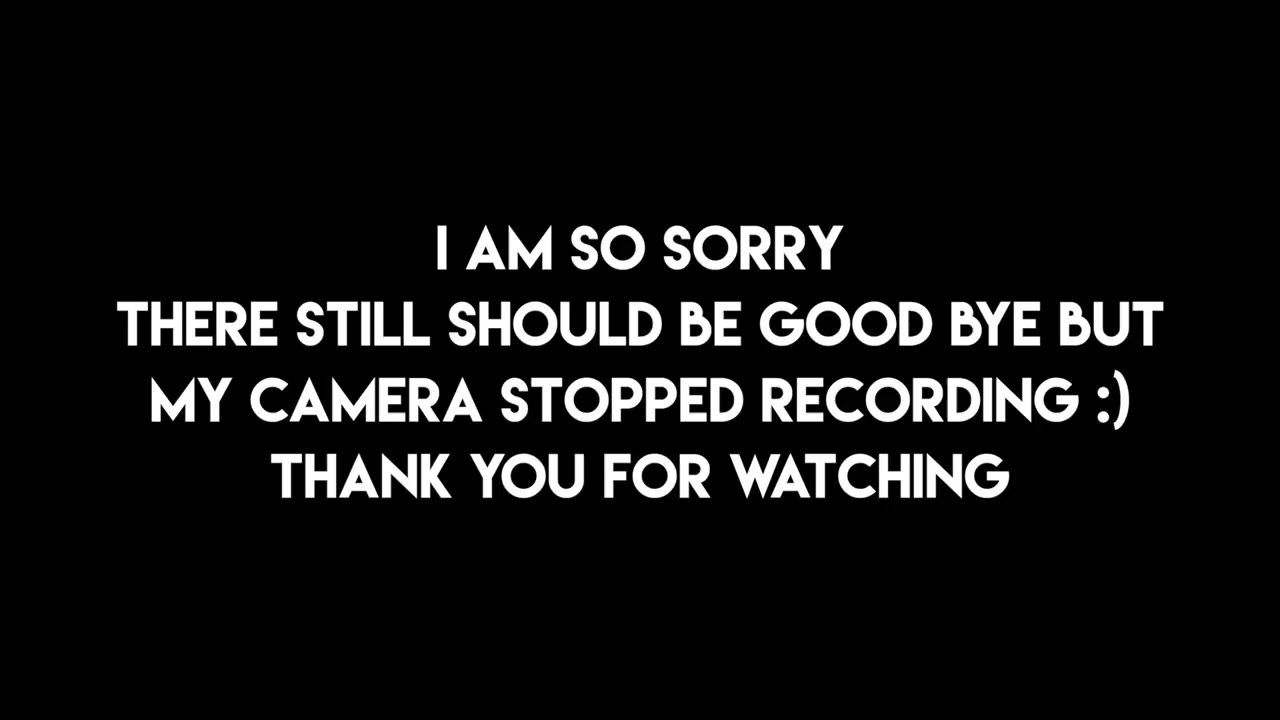 I AM SO SORRY
THERE STILL SHOULD BE GOOD BYE BUT
MY CAMERA STOPPED RECORDING :)
THANK YOU FOR WATCHING